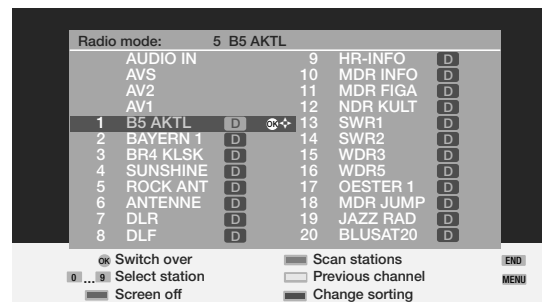 Radio mode: 5 B5 AKTL
AUDIO IN 9 HR-INFO D
AVS 10 MDR INFO D
AV2 11 MDR FIGA D
AV1 12 NDR KULT D
1 B5 AKTL D OK 13 SWR1 D
2 BAYERN 1 D 14 SWR2 D
3 BR4 KLSK D 15 WDR3 D
4 SUNSHINE D 16 WDR5 D
5 ROCK ANT D 17 OESTER 1 D
6 ANTENNE D 18 MDR JUMP D
7 DLR D 19 JAZZ RAD D
8 DLF D 20 BLUSAT20 D
OK Switch over Scan stations END
0 ... 9 Select station Previous channel MENU
Screen off Change sorting